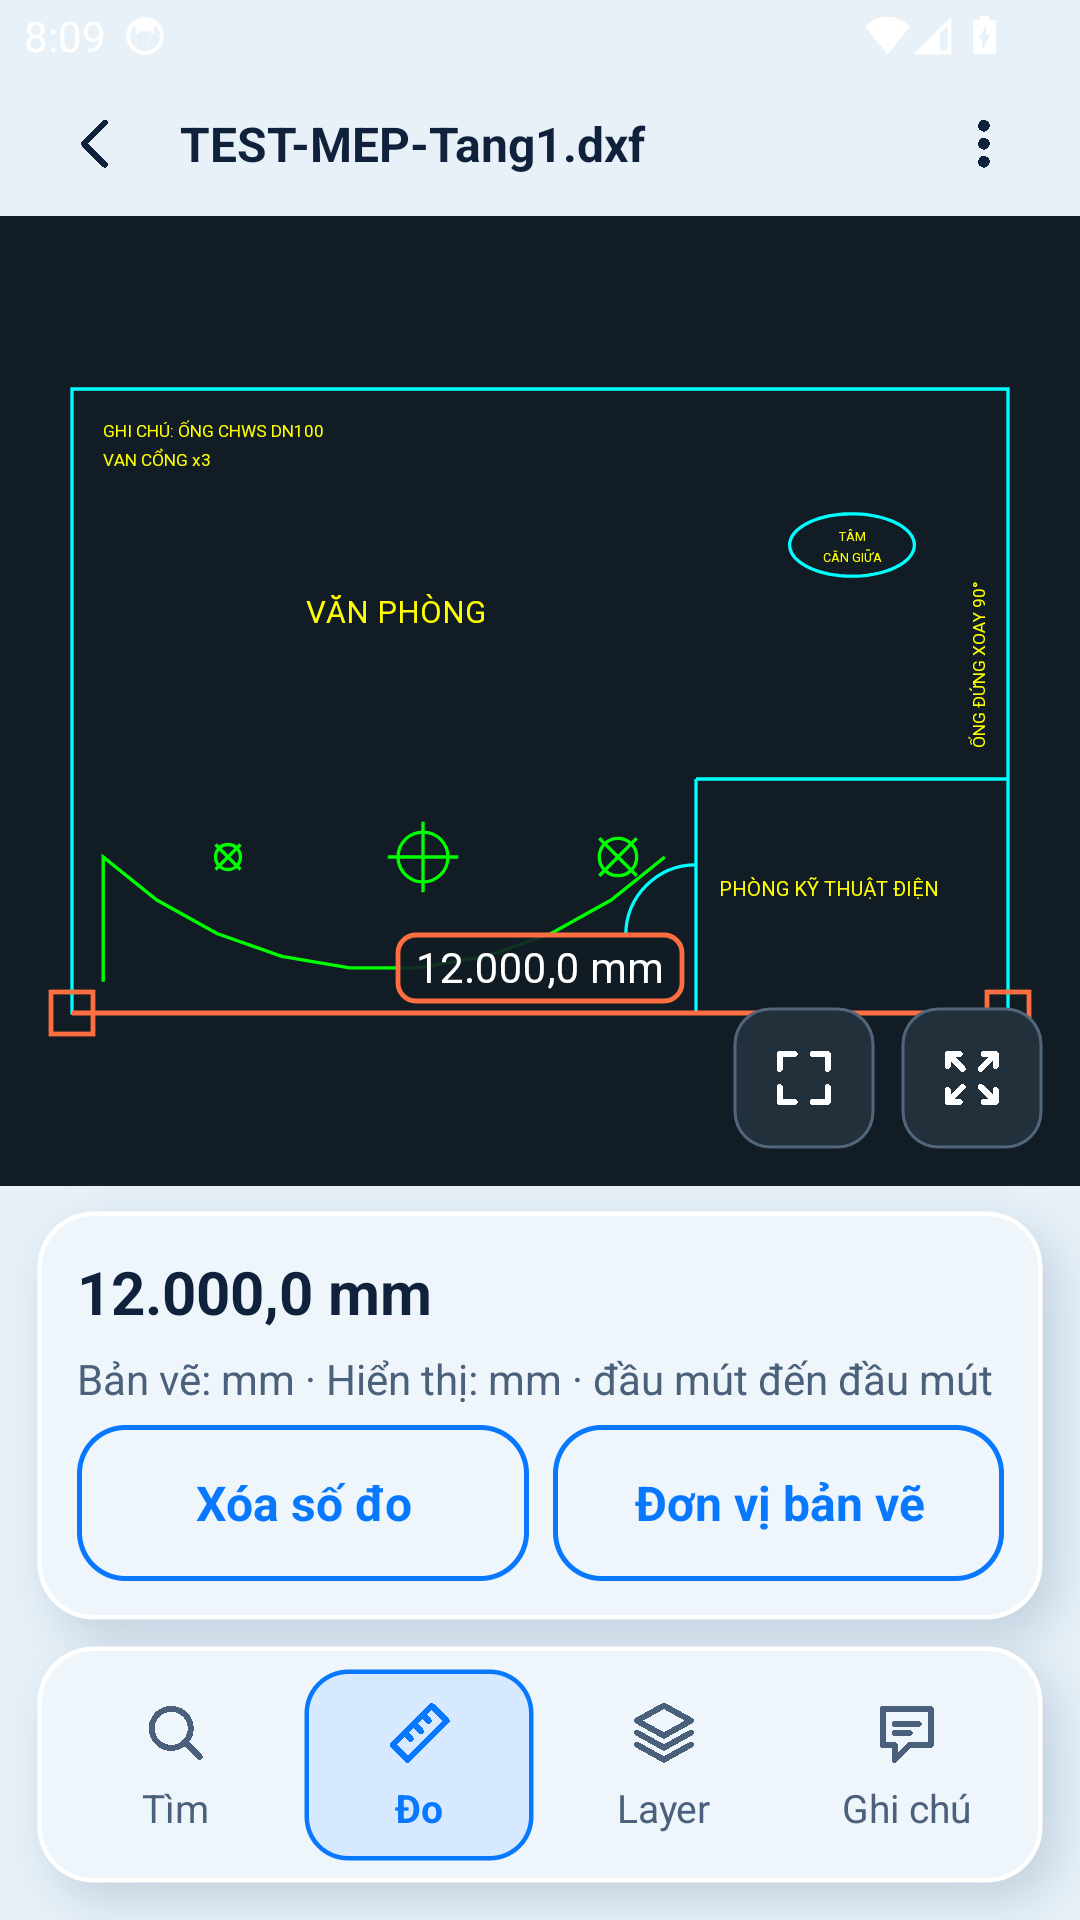 8:09
TEST-MEP-Tang1.dxf
GHI CHÚ: ỐNG CHWS DN100
VAN CỔNG x3
TÂM
CĂN GIỮA
VĂN PHÒNG
ỐNG ĐỨNG XOAY 90°
PHÒNG KỸ THUẬT ĐIỆN
12.000,0 mm
12.000,0 mm
Bản vẽ: mm · Hiển thị: mm · đầu mút đến đầu mút
Xóa số đo
Đơn vị bản vẽ
Tìm
Đo
Layer
Ghi chú